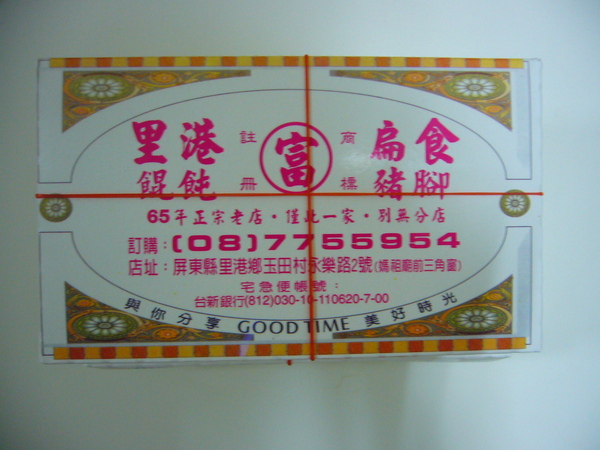 里港 註 富 商 扁食
餛飩 冊 標 豬腳
65年正宗老店·僅此一家·別無分店
訂購：(08)7755954
店址：屏東縣里港鄉玉田村永樂路2號(媽祖廟前三角窗)
宅急便帳號：
台新銀行(812)030-10-110620-7-00
與你分享 GOOD TIME 美好時光